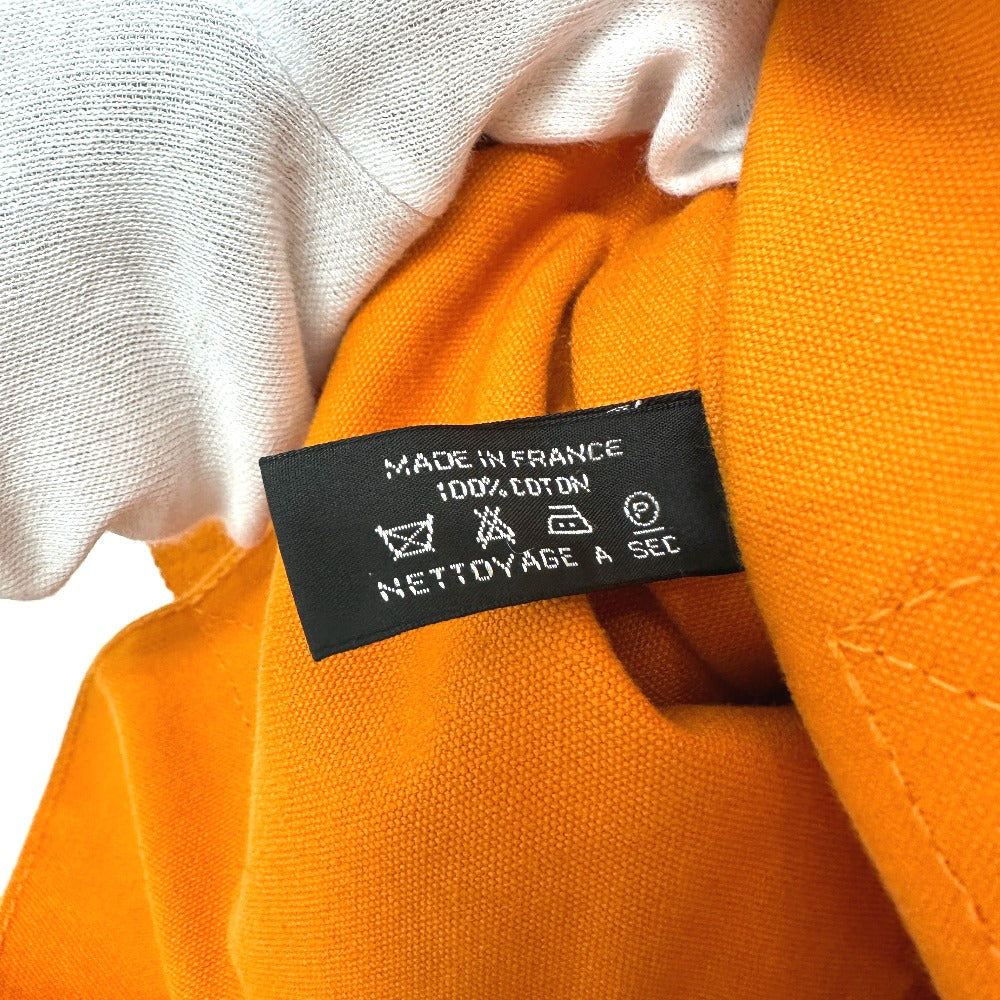 MADE IN FRANCE
100% COTON
P
NETTOYAGE A SEC